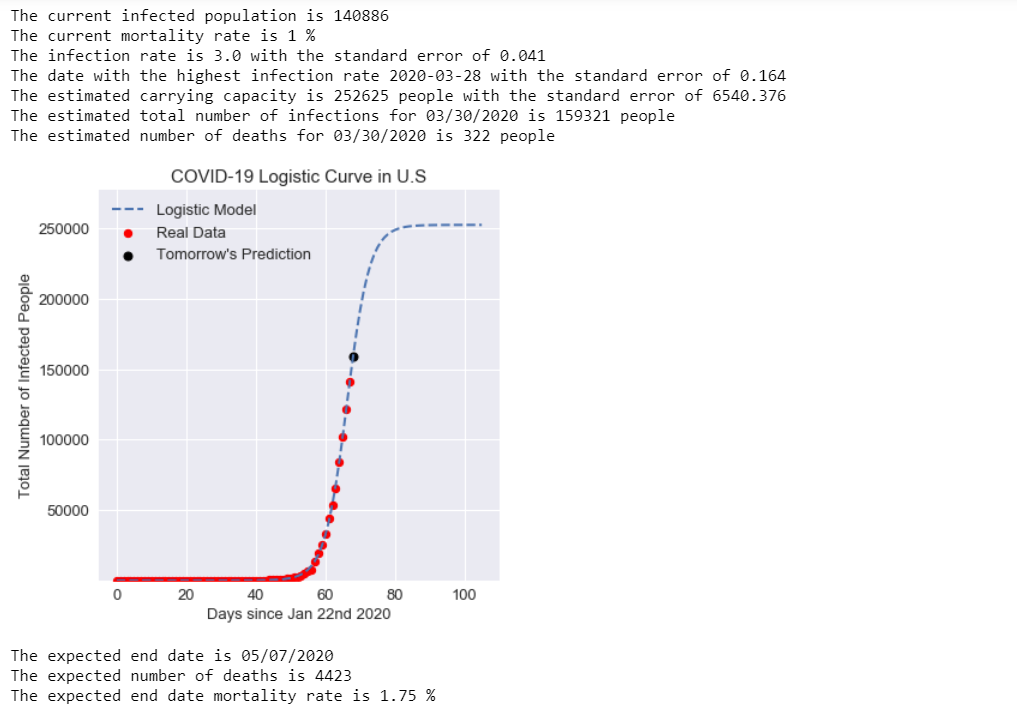 The current infected population is 140886
The current mortality rate is 1 %
The infection rate is 3.0 with the standard error of 0.041
The date with the highest infection rate 2020-03-28 with the standard error of 0.164
The estimated carrying capacity is 252625 people with the standard error of 6540.376
The estimated total number of infections for 03/30/2020 is 159321 people
The estimated number of deaths for 03/30/2020 is 322 people
COVID-19 Logistic Curve in U.S
Logistic Model
Real Data
Tomorrow's Prediction
Total Number of Infected People
250000
200000
150000
100000
50000
0 20 40 60 80 100
Days since Jan 22nd 2020
The expected end date is 05/07/2020
The expected number of deaths is 4423
The expected end date mortality rate is 1.75 %